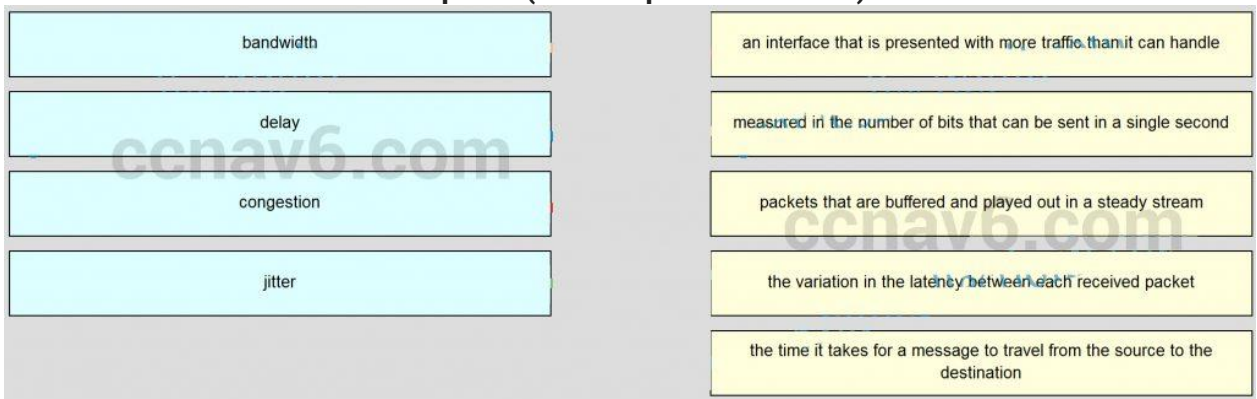 bandwidth
an interface that is presented with more traffic than it can handle
delay
measured in the number of bits that can be sent in a single second
ccnav6.com
congestion
packets that are buffered and played out in a steady stream
ccnav6.com
jitter
the variation in the latency between each received packet
the time it takes for a message to travel from the source to the
destination